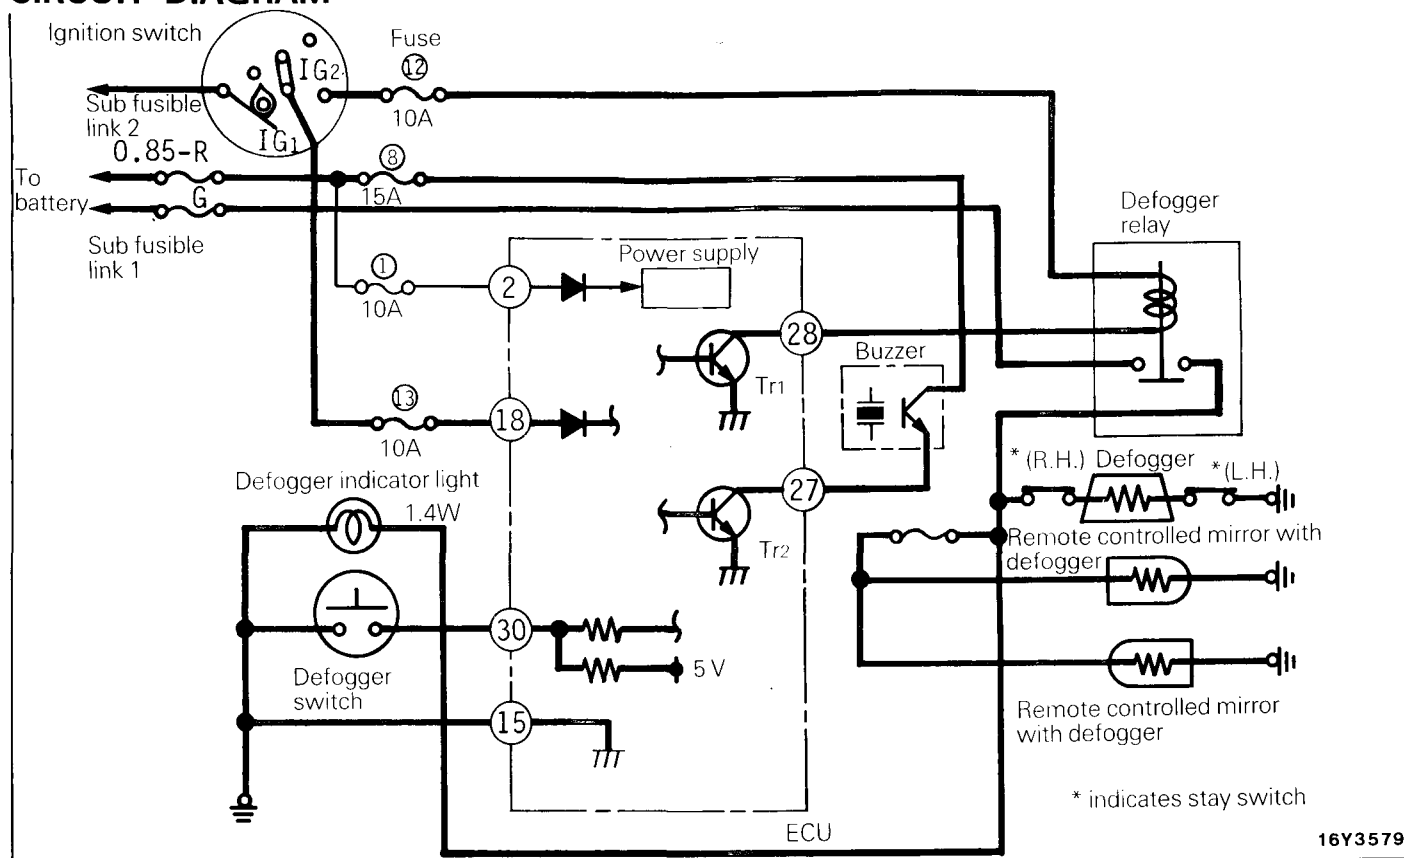 CIRCUIT DIAGRAM
Ignition switch
Fuse
12
IG2
10A
Sub fusible
link 2
IG1
0.85-R
8
To
battery
15A
G
Sub fusible
link 1
Defogger
relay
Power supply
1
2
10A
28
Buzzer
Tr1
13
18
10A
* (R.H.) Defogger * (L.H.)
Defogger indicator light
1.4W
27
Remote controlled mirror with
defogger
Tr2
30
5 V
Defogger
switch
15
Remote controlled mirror
with defogger
* indicates stay switch
ECU
16Y3579